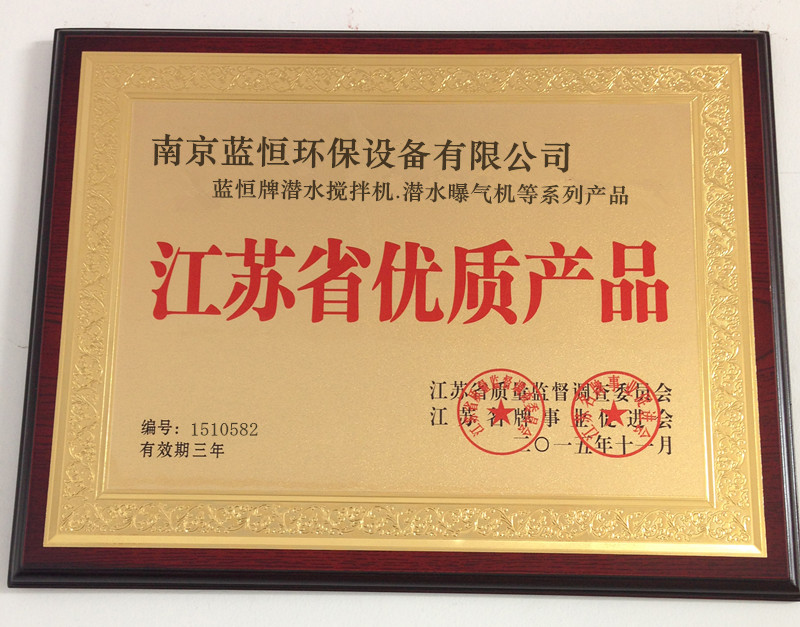 南京蓝恒环保设备有限公司
蓝恒牌潜水搅拌机.潜水曝气机等系列产品
江苏省优质产品
江苏省质量监督调查委员会
江苏省牌事业促进会
二〇一五年十一月
编号：1510582
有效期三年